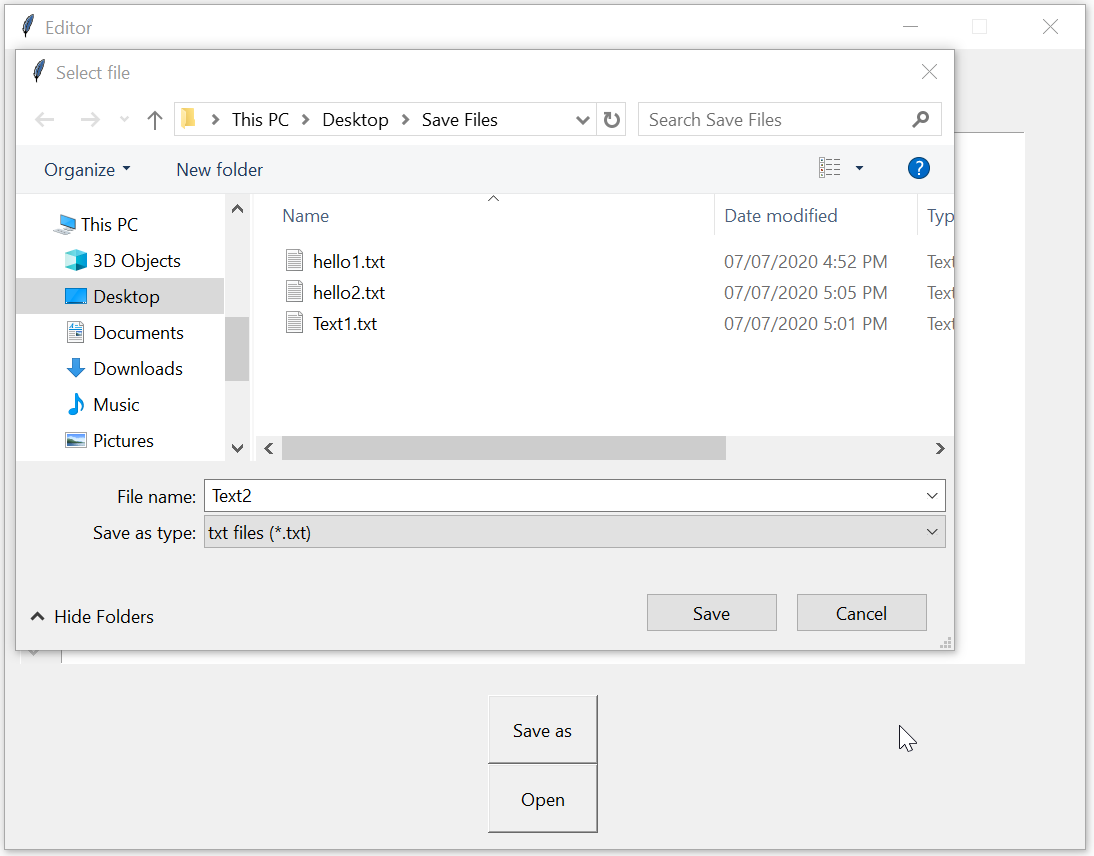 Editor
Select file
This PC Desktop Save Files
Search Save Files
Organize New folder
?
This PC
3D Objects
Desktop
Documents
Downloads
Music
Pictures
Name Date modified Typ
hello1.txt 07/07/2020 4:52 PM Text
hello2.txt 07/07/2020 5:05 PM Text
Text1.txt 07/07/2020 5:01 PM Text
File name: Text2
Save as type: txt files (*.txt)
Hide Folders
Save Cancel
Save as
Open